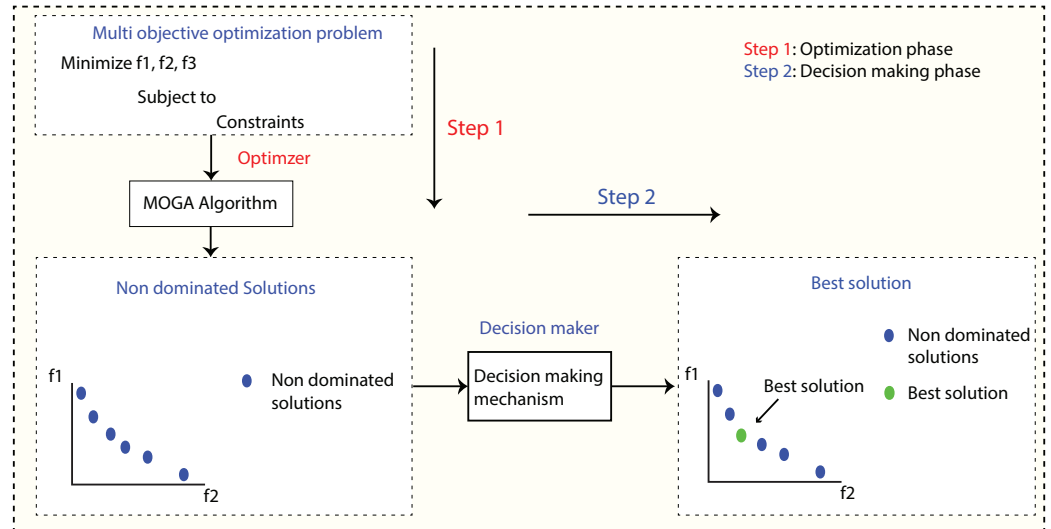 Multi objective optimization problem
Minimize f1, f2, f3
Subject to
Constraints
Step 1: Optimization phase
Step 2: Decision making phase
Step 1
Optimzer
MOGA Algorithm
Step 2
Non dominated Solutions
f1
Non dominated
solutions
f2
Decision maker
Decision making
mechanism
Best solution
Non dominated
solutions
f1
Best solution
Best solution
f2